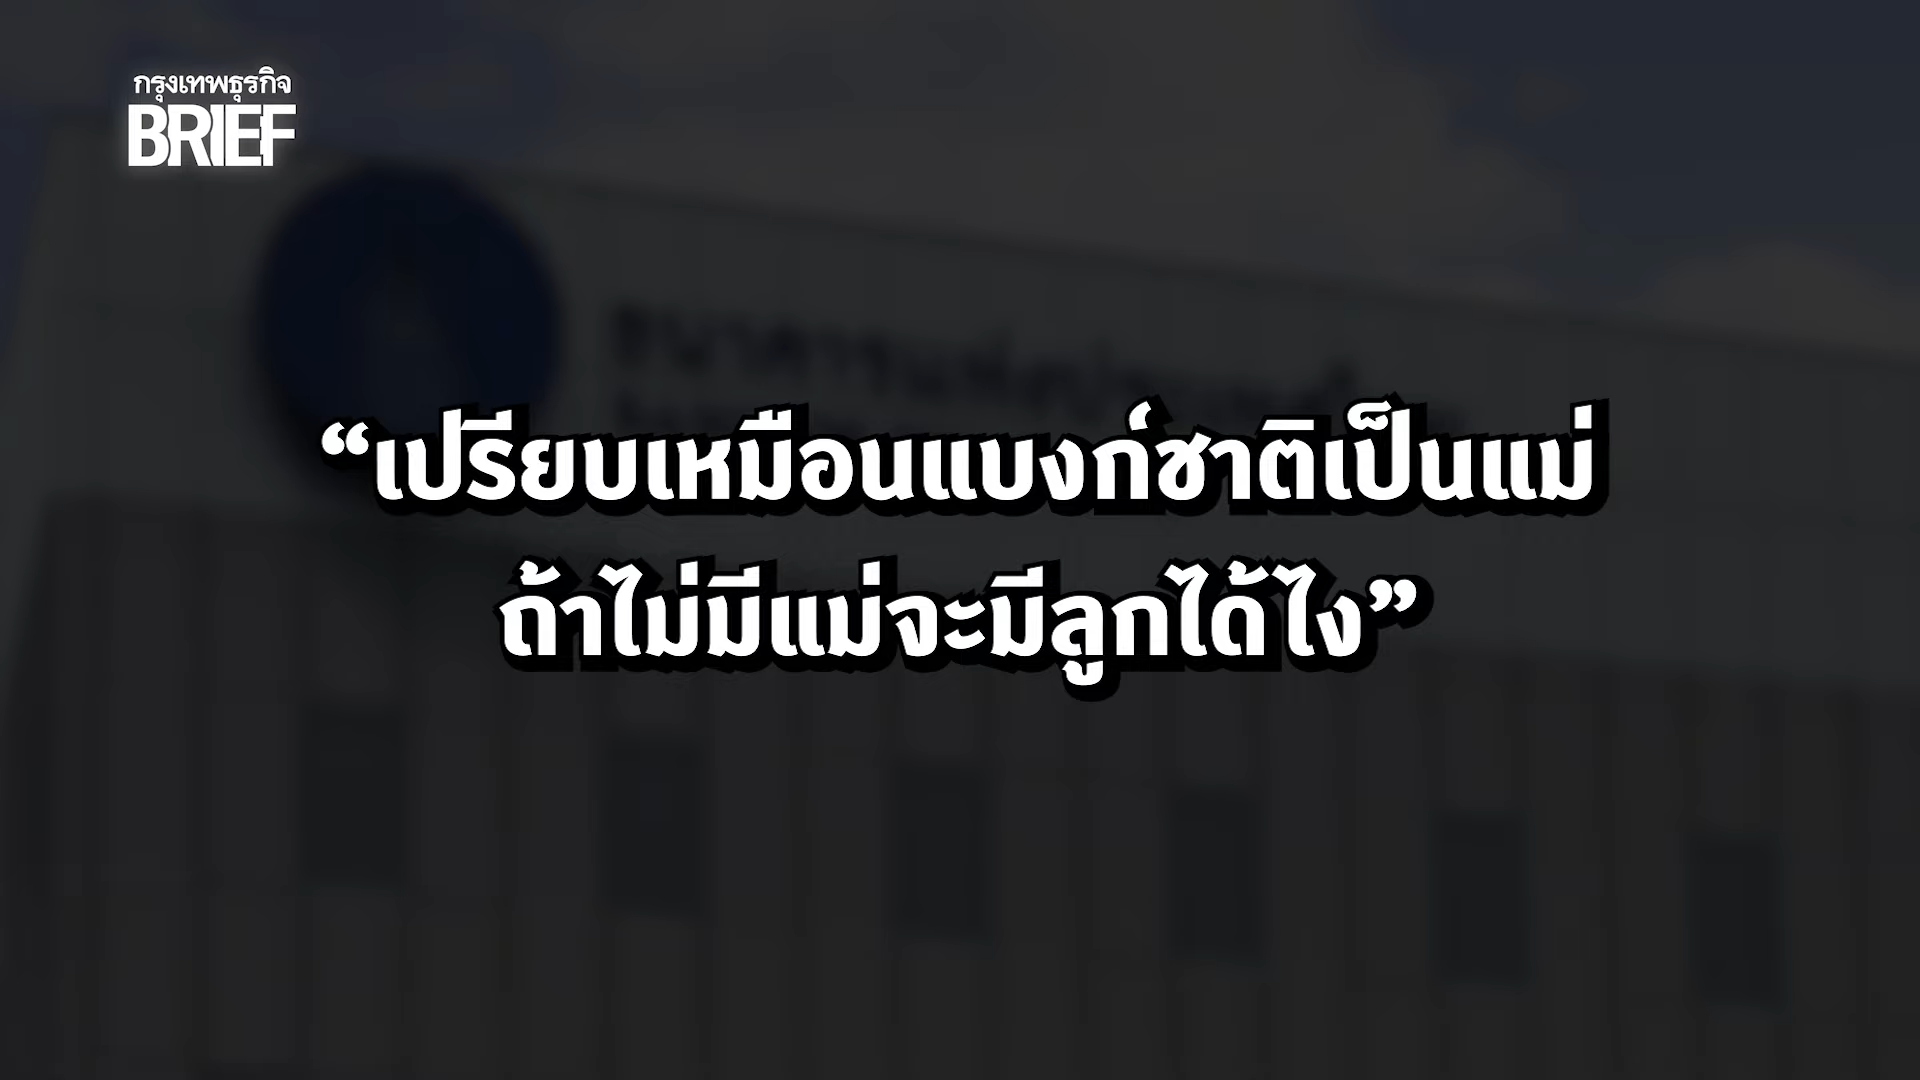 กรุงเทพธุรกิจ
BRIEF
“เปรียบเหมือนแบงก์ชาติเป็นแม่
ถ้าไม่มีแม่จะมีลูกได้ไง”